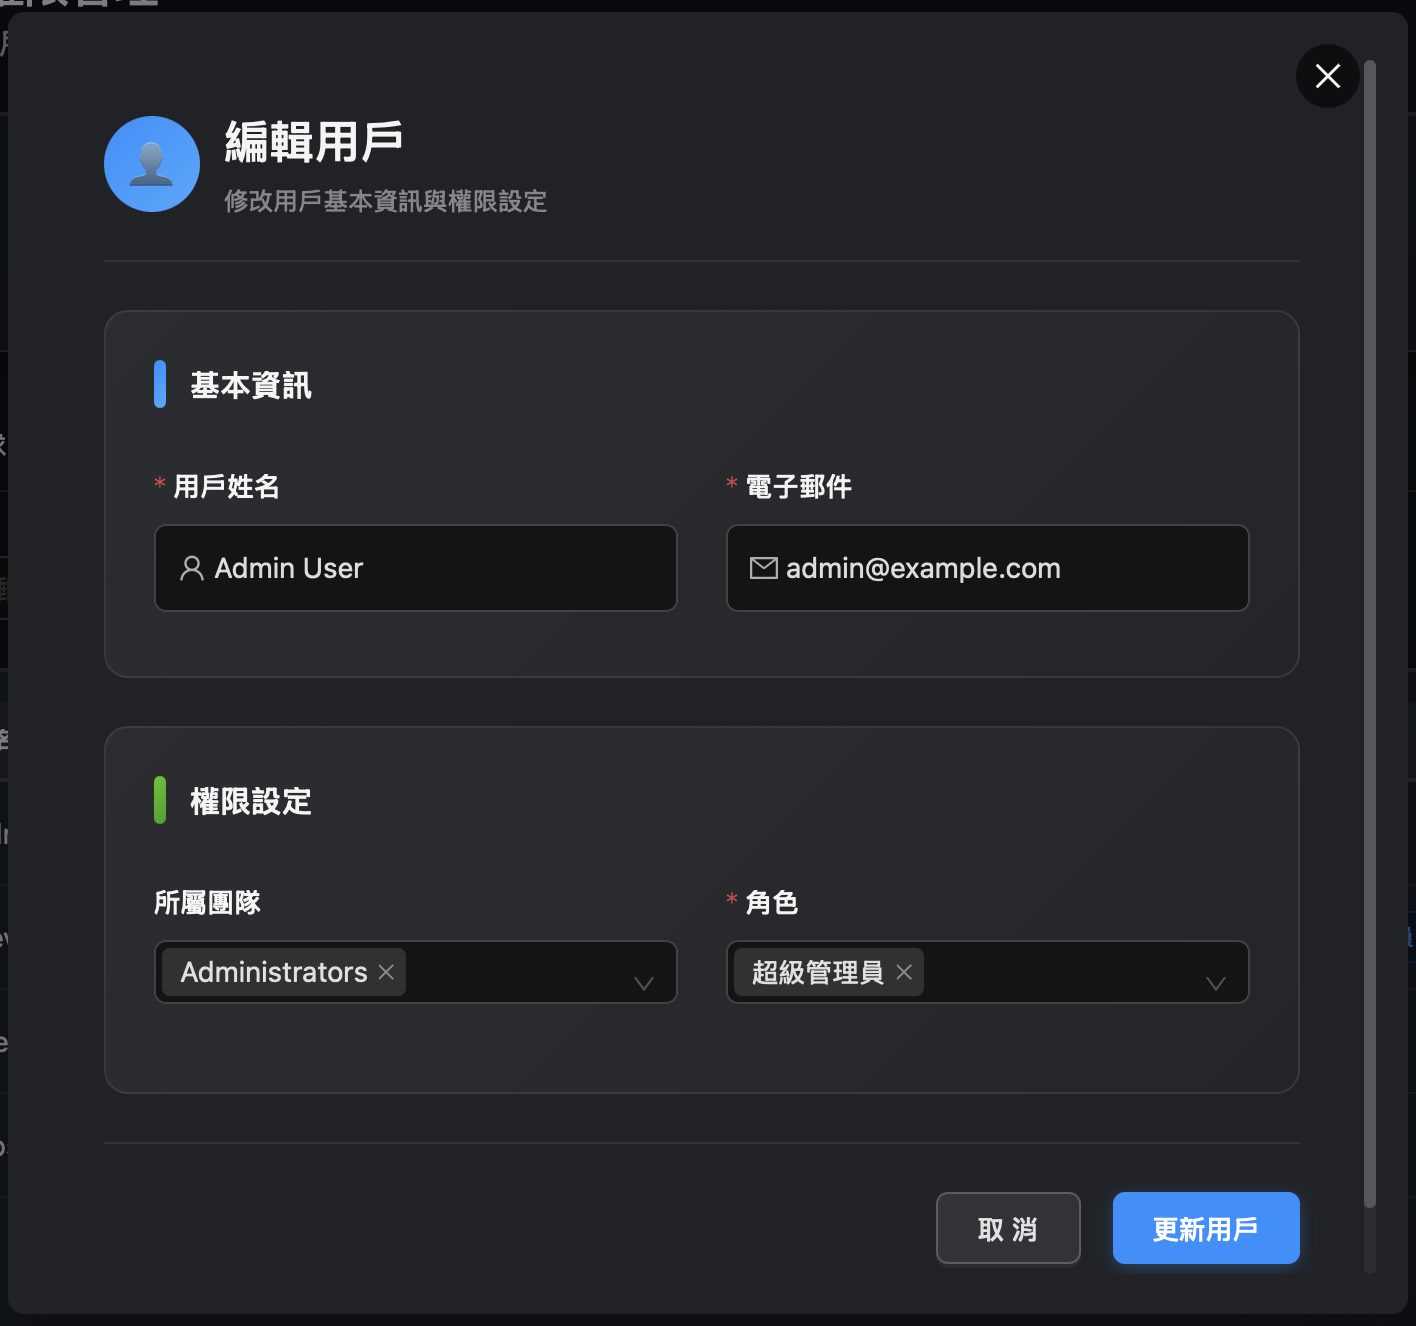 編輯用戶
修改用戶基本資訊與權限設定
基本資訊
* 用戶姓名
* 電子郵件
Admin User
admin@example.com
權限設定
所屬團隊
* 角色
Administrators
超級管理員
取 消
更新用戶